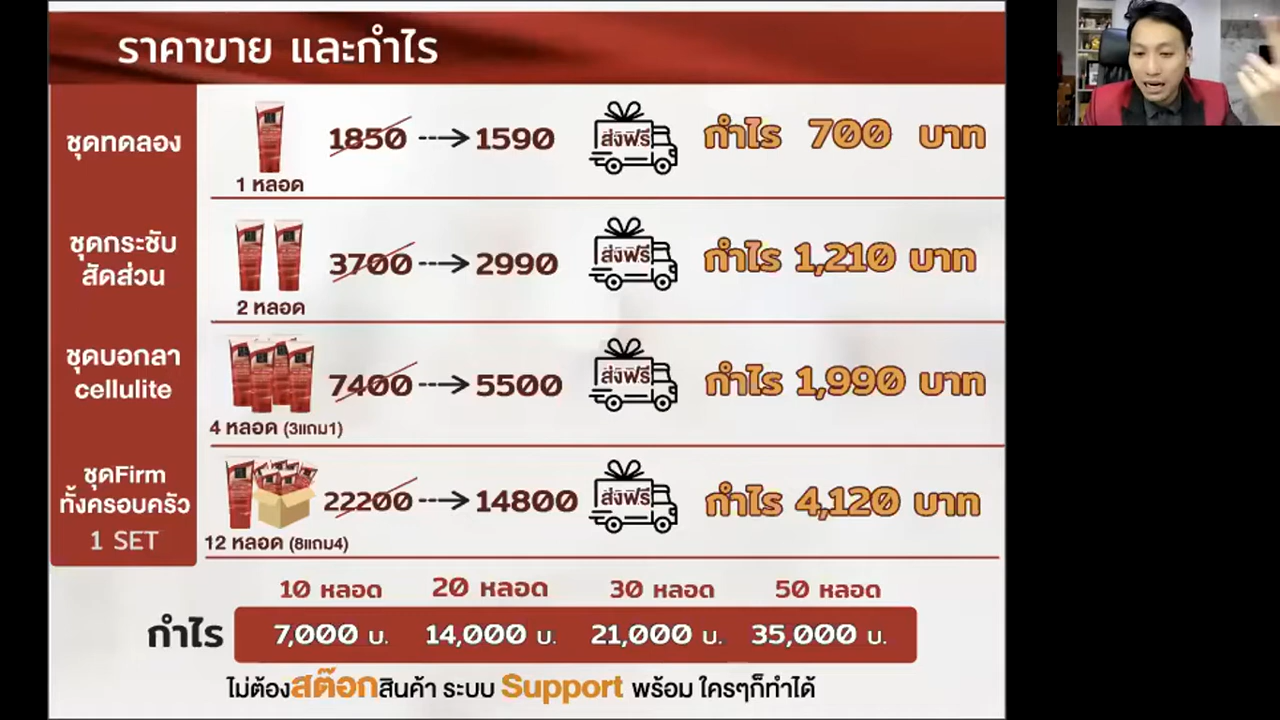 ราคาขาย และกำไร
ชุดทดลอง
1 หลอด
1850 1590
ส่งฟรี
กำไร 700 บาท
ชุดกระชับ
สัดส่วน
2 หลอด
3700 2990
ส่งฟรี
กำไร 1,210 บาท
ชุดบอกลา
cellulite
4 หลอด (3แถม1)
7400 5500
ส่งฟรี
กำไร 1,990 บาท
ชุดFirm
ทั้งครอบครัว
1 SET
12 หลอด (8แถม4)
22200 14800
ส่งฟรี
กำไร 4,120 บาท
10 หลอด 20 หลอด 30 หลอด 50 หลอด
กำไร 7,000 บ. 14,000 บ. 21,000 บ. 35,000 บ.
ไม่ต้องสต๊อกสินค้า ระบบ Support พร้อม ใครๆก็ทำได้